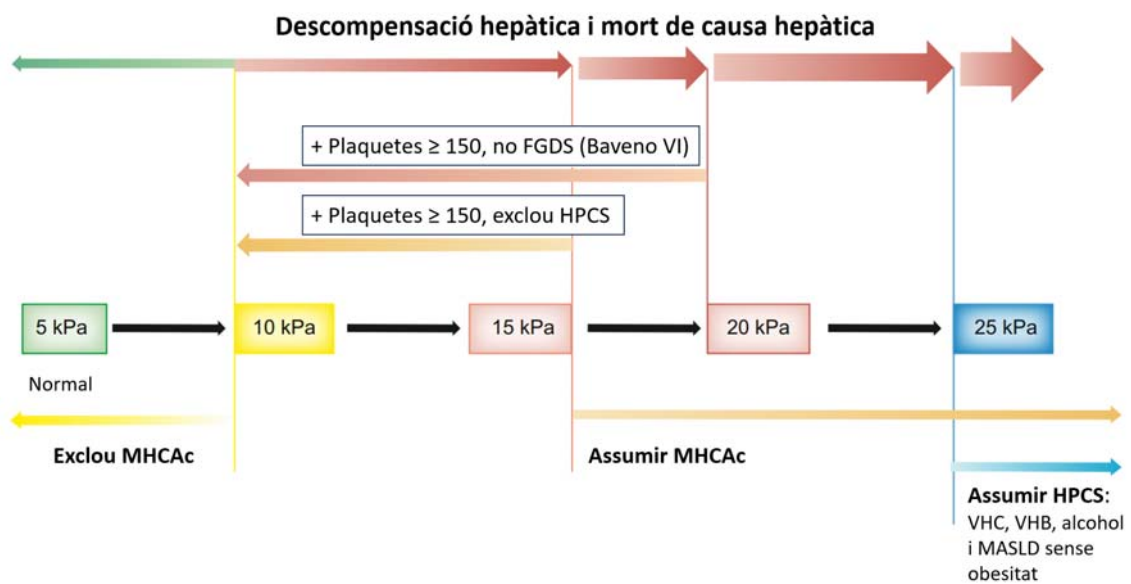 Descompensació hepàtica i mort de causa hepàtica
+ Plaquetes ≥ 150, no FGDS (Baveno VI)
+ Plaquetes ≥ 150, exclou HPCS
5 kPa
10 kPa
15 kPa
20 kPa
25 kPa
Normal
Exclou MHCAc
Assumir MHCAc
Assumir HPCS:
VHC, VHB, alcohol
i MASLD sense
obesitat